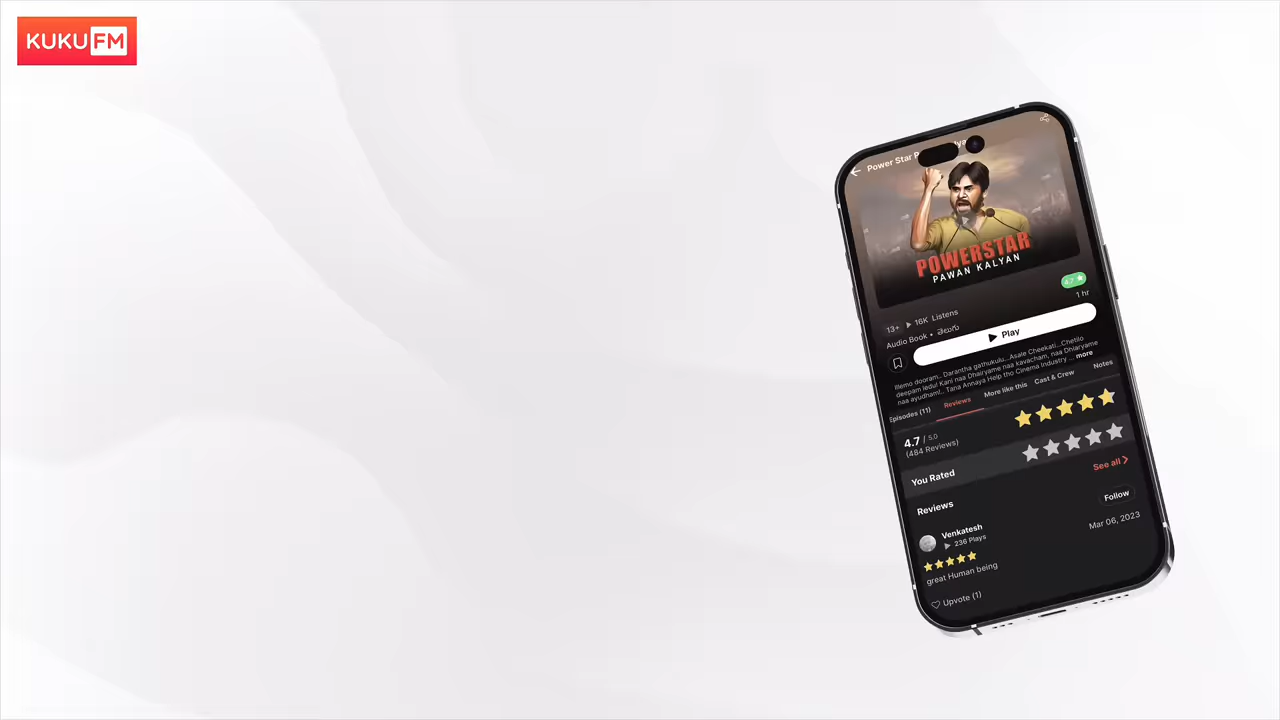 KUKU FM
Power Star P
POWERSTAR
PAWAN KALYAN
4.7 ★
13+ ▶ 16K Listens
1 hr
Audio Book • తెలుగు
Play
dooram.. Darantha gathukulu...Asale Cheekati...Chetilo
deepam ledu! Kani naa Dhairyame naa kavacham, naa Dhiaryame
naa ayudham!.. Tana Annaya Help tho Cinema Industry ... more
Episodes (11) Reviews More like this Cast & Crew Notes
4.7 / 5.0
(484 Reviews)
You Rated
Reviews
See all
Venkatesh
Follow
236 Plays
Mar 06, 2023
great Human being
Upvote (1)